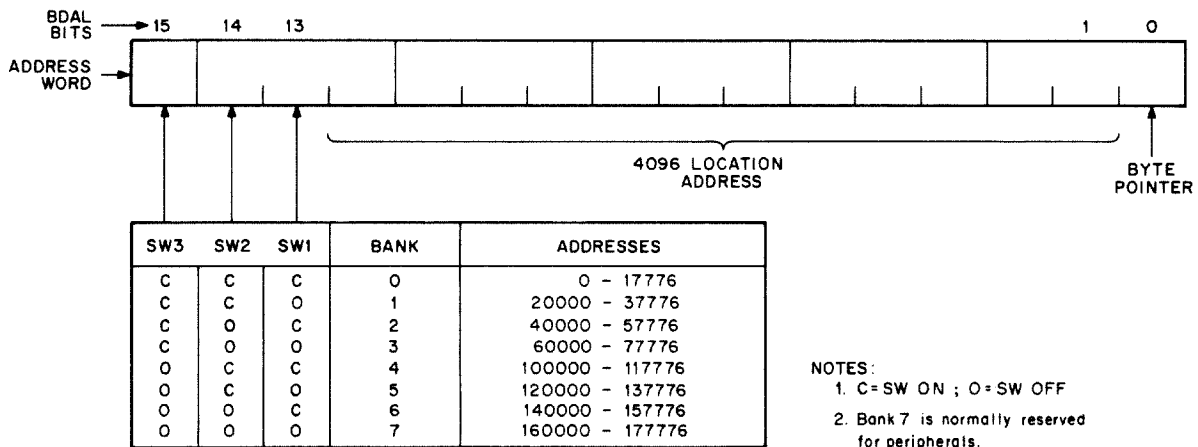 BDAL
BITS 15 14 13 1 0
ADDRESS
WORD
4096 LOCATION
ADDRESS
BYTE
POINTER
SW3 SW2 SW1 BANK ADDRESSES
C C C 0 0 - 17776
C C O 1 20000 - 37776
C O C 2 40000 - 57776
C O O 3 60000 - 77776
O C C 4 100000 - 117776
O C O 5 120000 - 137776
O O C 6 140000 - 157776
O O O 7 160000 - 177776
NOTES:
1. C=SW ON ; O=SW OFF
2. Bank 7 is normally reserved
for peripherals.